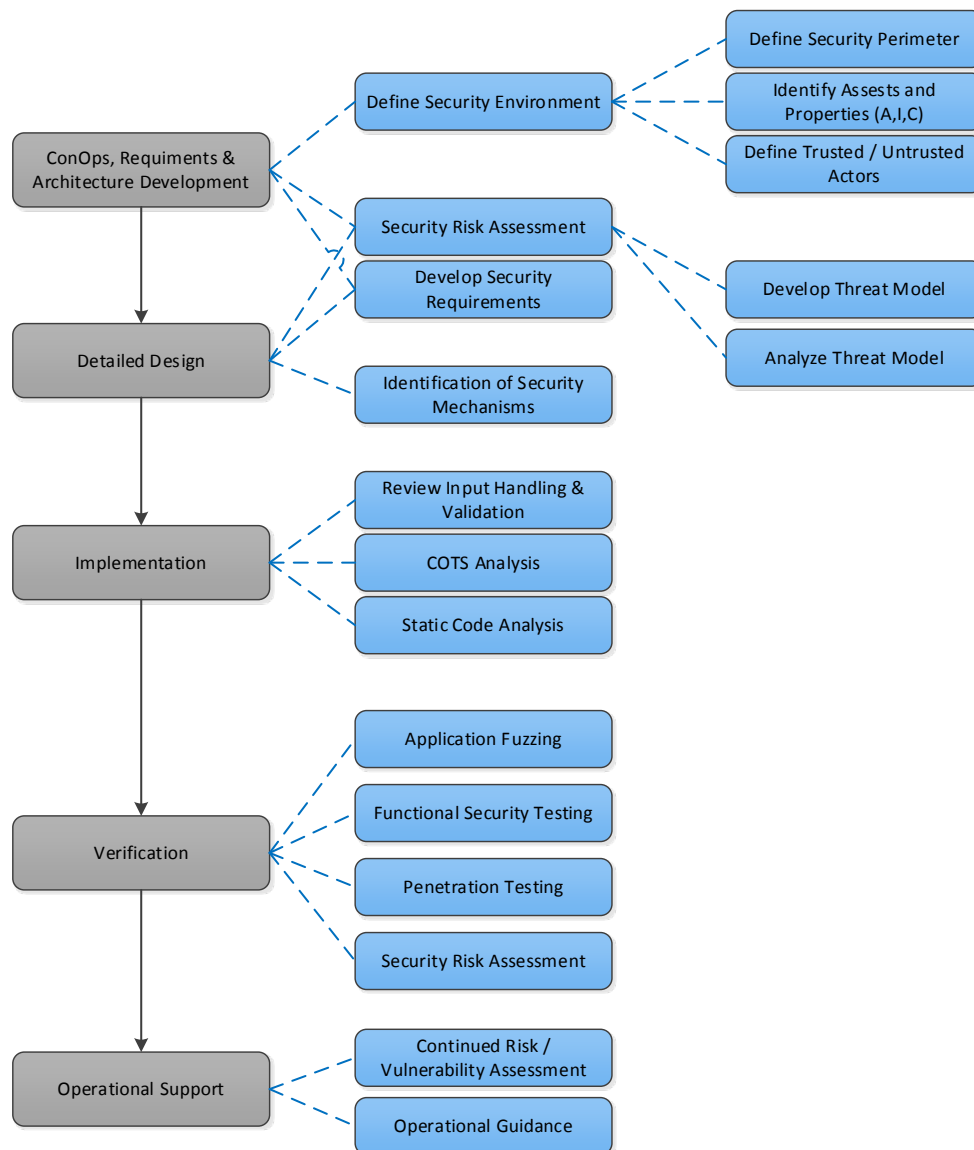 Define Security Perimeter
Define Security Environment
Identify Assests and
Properties (A,I,C)
Define Trusted / Untrusted
Actors
ConOps, Requiments &
Architecture Development
Security Risk Assessment
Develop Security
Requirements
Develop Threat Model
Analyze Threat Model
Detailed Design
Identification of Security
Mechanisms
Review Input Handling &
Validation
Implementation
COTS Analysis
Static Code Analysis
Application Fuzzing
Functional Security Testing
Verification
Penetration Testing
Security Risk Assessment
Continued Risk /
Vulnerability Assessment
Operational Support
Operational Guidance